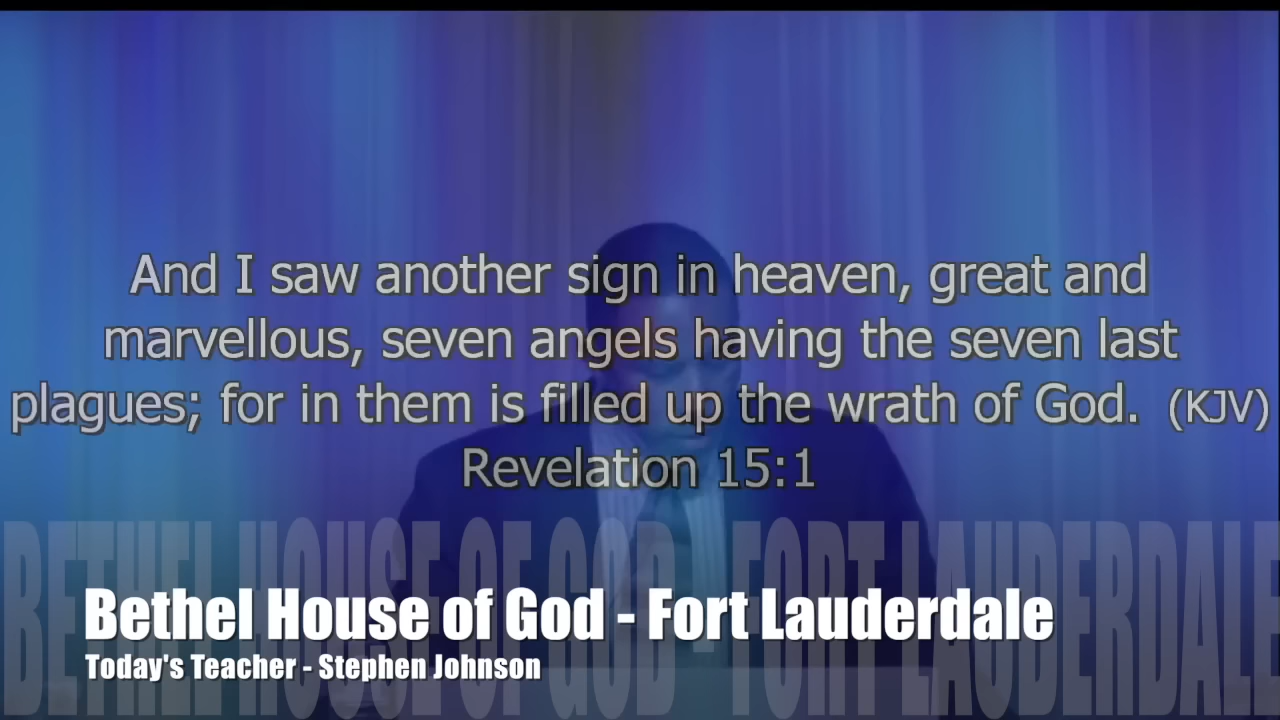 And I saw another sign in heaven, great and
marvellous, seven angels having the seven last
plagues; for in them is filled up the wrath of God. (KJV)
Revelation 15:1
BETHEL HOUSE OF GOD - FORT LAUDERDALE
Bethel House of God - Fort Lauderdale
Today's Teacher - Stephen Johnson